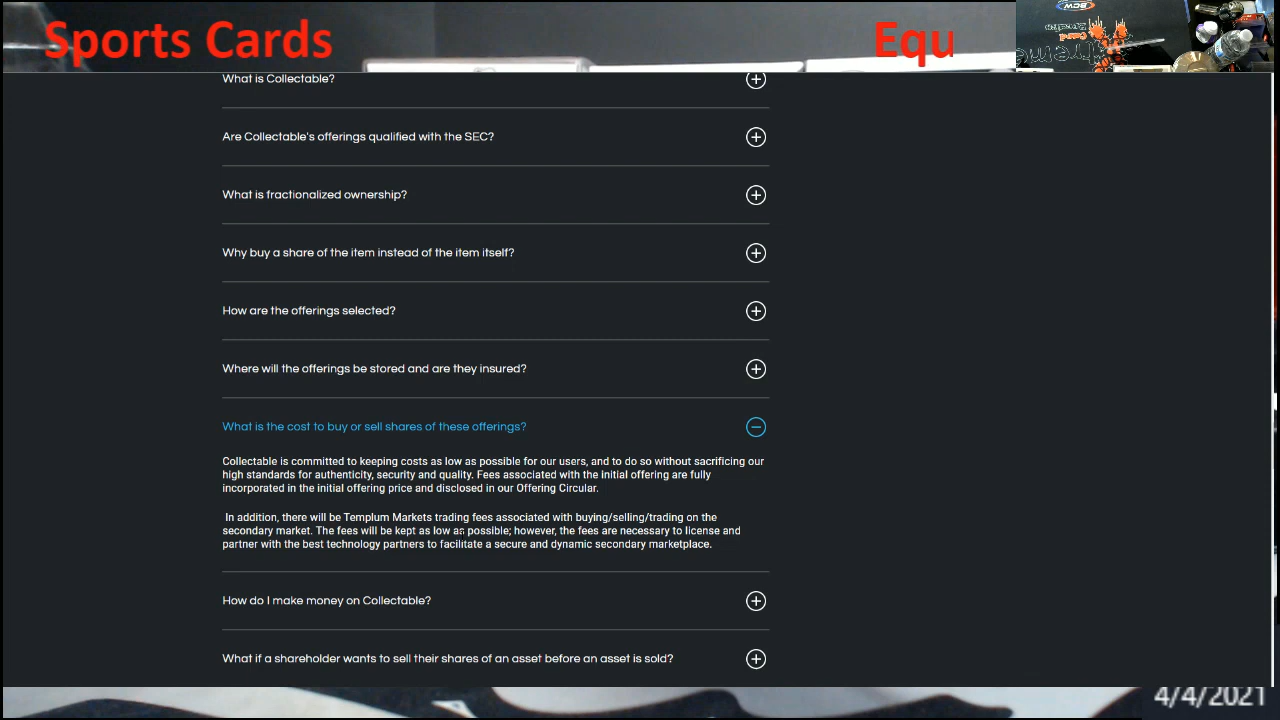 Sports Cards
Equ
BCW
What is Collectable?
Are Collectable's offerings qualified with the SEC?
What is fractionalized ownership?
Why buy a share of the item instead of the item itself?
How are the offerings selected?
Where will the offerings be stored and are they insured?
What is the cost to buy or sell shares of these offerings?
Collectable is committed to keeping costs as low as possible for our users, and to do so without sacrificing our
high standards for authenticity, security and quality. Fees associated with the initial offering are fully
incorporated in the initial offering price and disclosed in our Offering Circular.
In addition, there will be Templum Markets trading fees associated with buying/selling/trading on the
secondary market. The fees will be kept as low as possible; however, the fees are necessary to license and
partner with the best technology partners to facilitate a secure and dynamic secondary marketplace.
How do I make money on Collectable?
What if a shareholder wants to sell their shares of an asset before an asset is sold?
4/4/2021